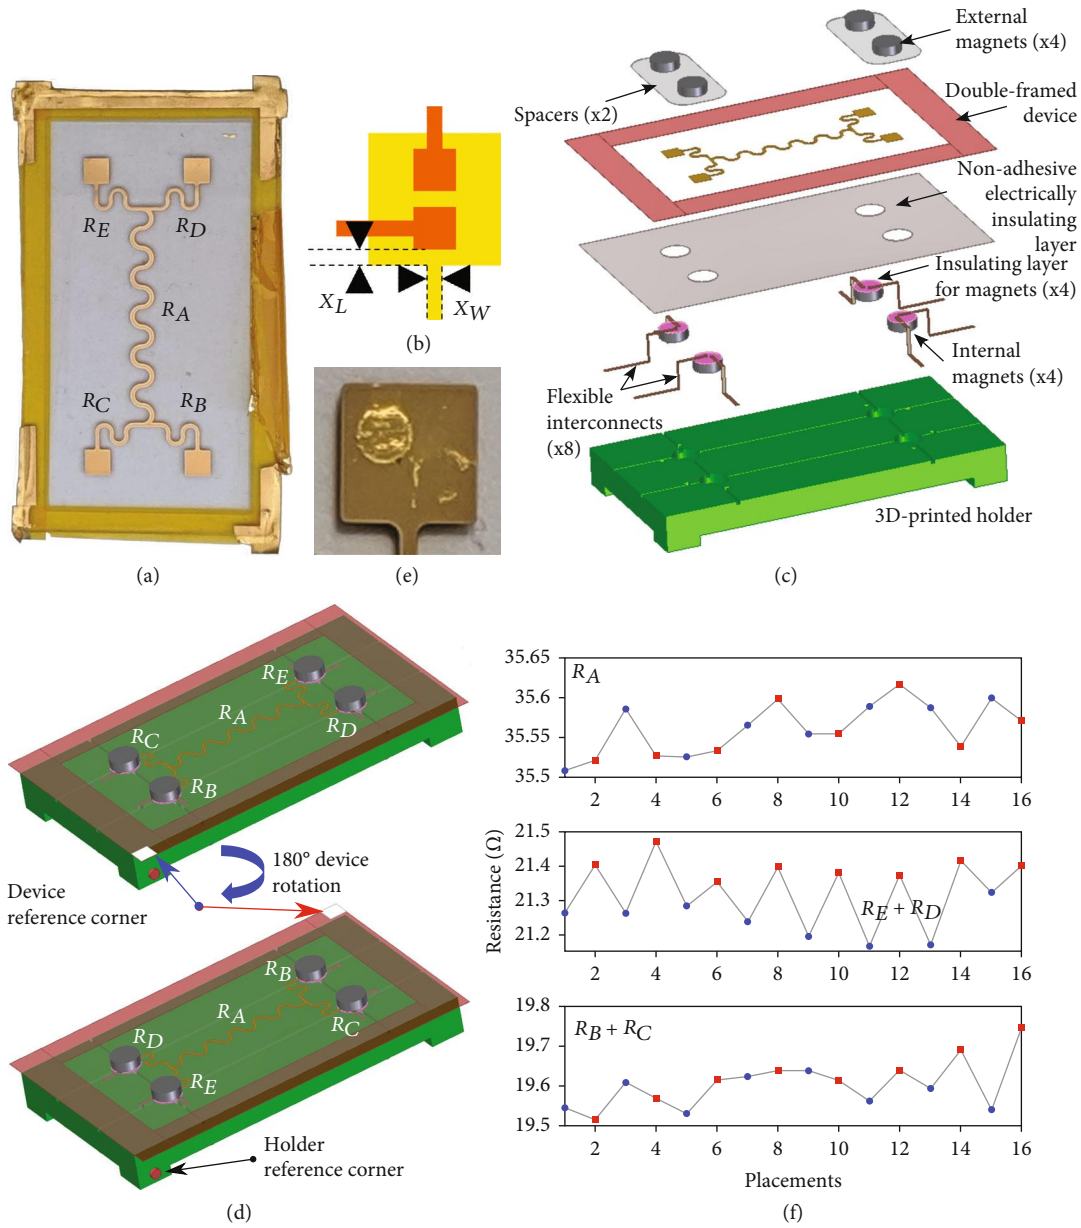 R_E
R_D
R_A
R_C
R_B
(a)
X_L
X_W
(b)
(e)
External
magnets (x4)
Spacers (x2)
Double-framed
device
Non-adhesive
electrically
insulating
layer
Insulating layer
for magnets (x4)
Internal
magnets (x4)
Flexible
interconnects
(x8)
3D-printed holder
(c)
R_E
R_A
R_D
R_C
R_B
180° device
rotation
Device
reference corner
R_B
R_A
R_C
R_D
R_E
Holder
reference corner
(d)
35.65
35.6
35.55
35.5
R_A
2 4 6 8 10 12 14 16
Resistance (Ω)
21.5
21.4
21.3
21.2
R_E + R_D
2 4 6 8 10 12 14 16
19.8
19.7
19.6
19.5
R_B + R_C
2 4 6 8 10 12 14 16
Placements
(f)